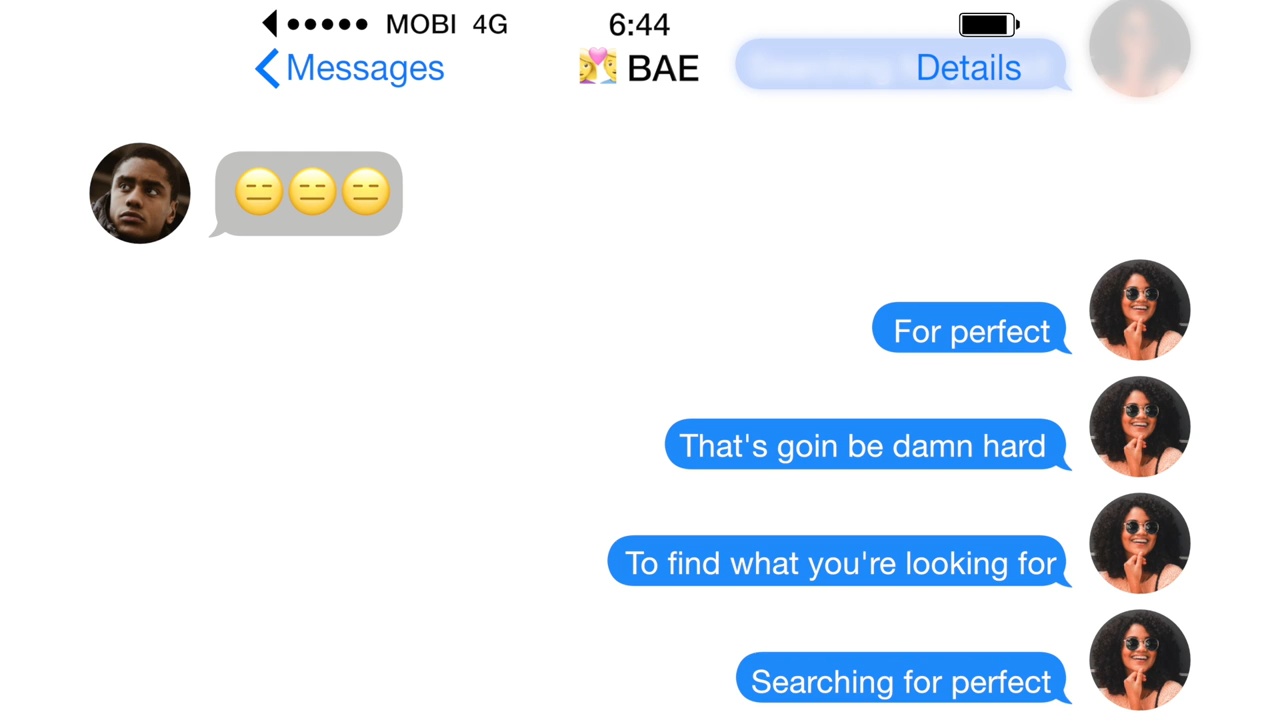 MOBI 4G 6:44
Messages 👩‍❤️‍👨 BAE Details
😑😑😑
For perfect
That's goin be damn hard
To find what you're looking for
Searching for perfect